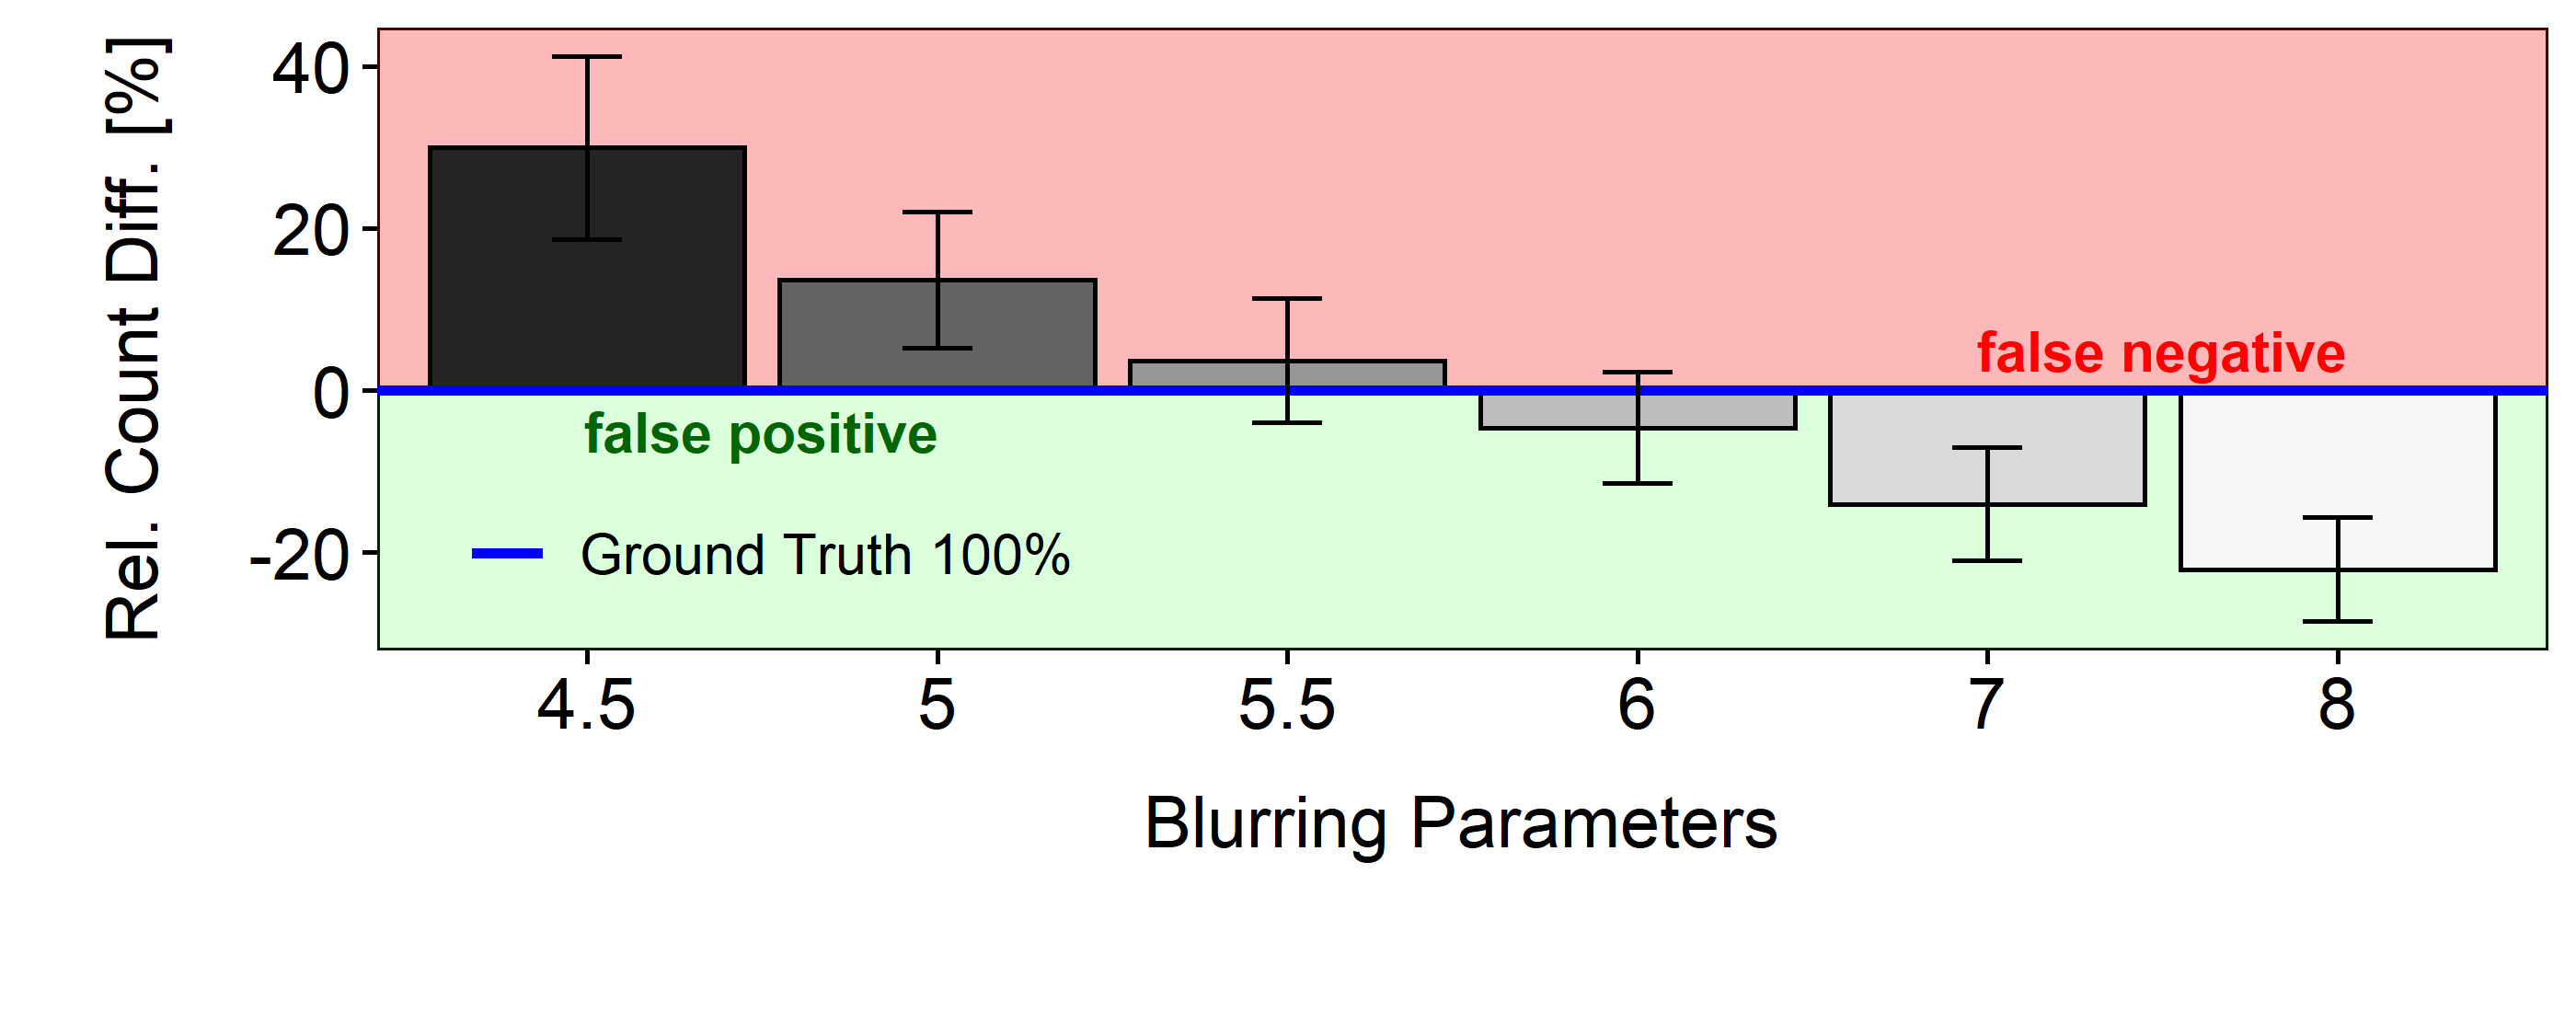 Rel. Count Diff. [%]
40
20
0
-20
false negative
false positive
Ground Truth 100%
4.5 5 5.5 6 7 8
Blurring Parameters